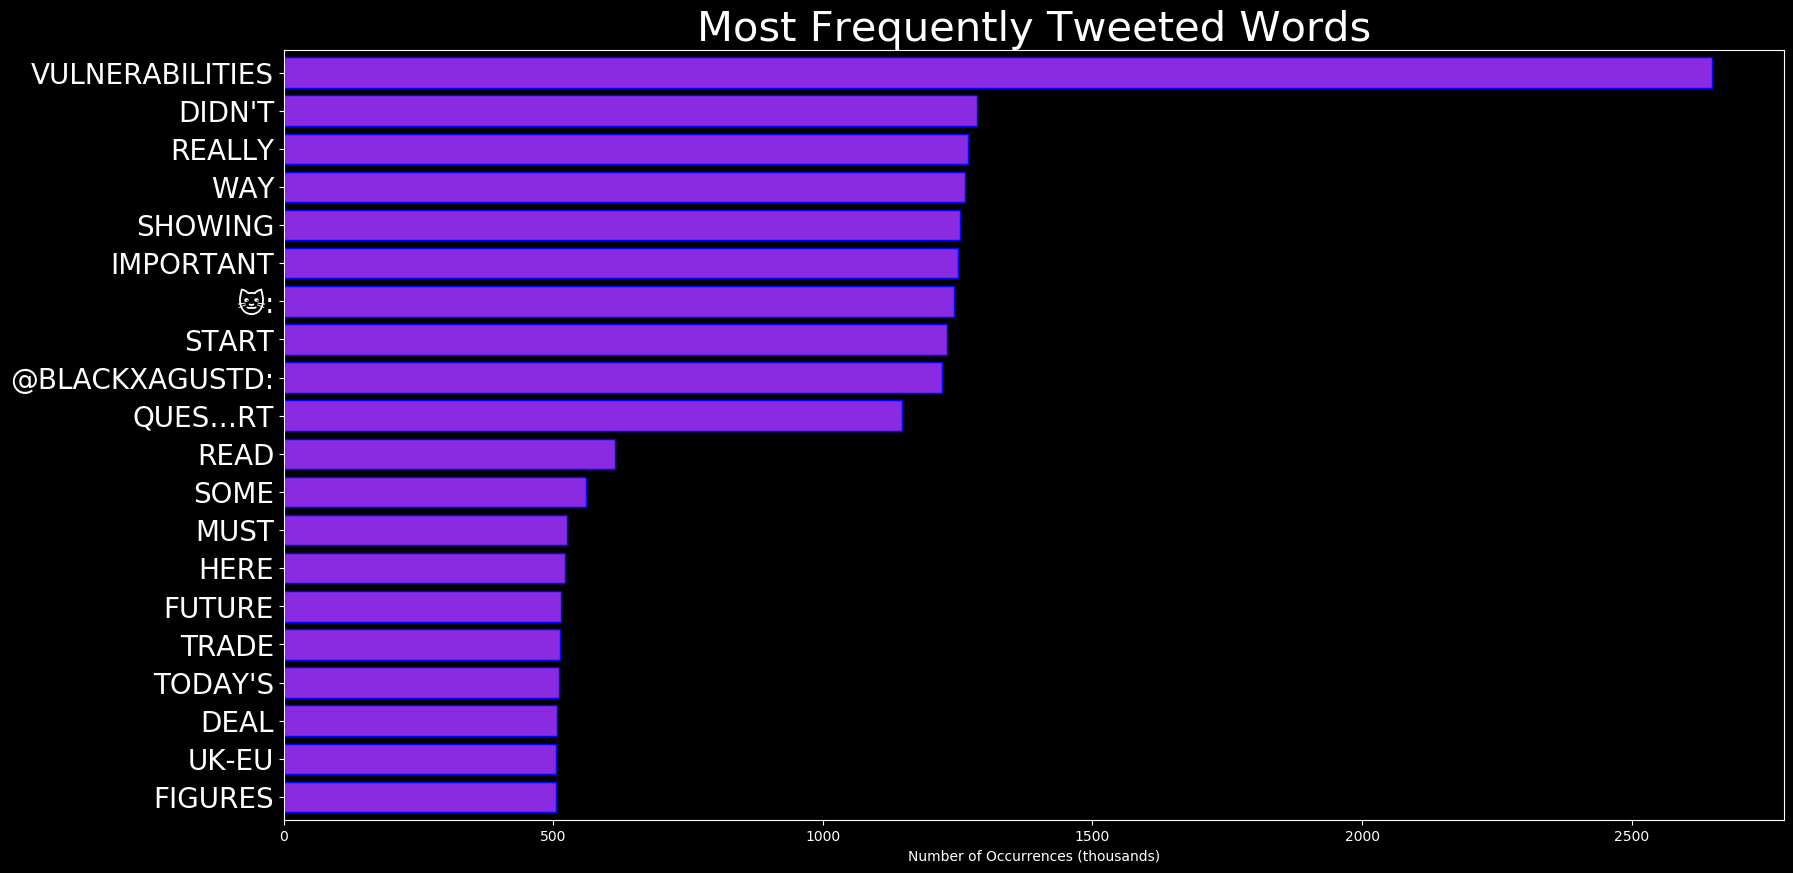 Most Frequently Tweeted Words
VULNERABILITIES
DIDN'T
REALLY
WAY
SHOWING
IMPORTANT
🐱:
START
@BLACKXAGUSTD:
QUES…RT
READ
SOME
MUST
HERE
FUTURE
TRADE
TODAY'S
DEAL
UK-EU
FIGURES
0 500 1000 1500 2000 2500
Number of Occurrences (thousands)